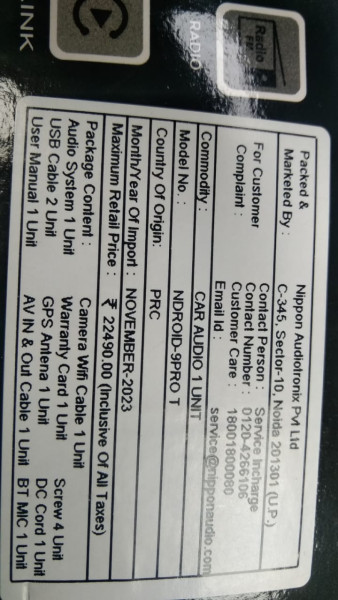 LINK
RADIO
Radio
FM
Packed & Marketed By : Nippon Audiotronix Pvt Ltd
C-345, Sector-10, Noida 201301 (U.P.)
For Customer Complaint :
Contact Person : Service Incharge
Contact Number : 0120-4266106
Customer Care : 18001800080
Email Id : service@nipponaudio.com
Commodity : CAR AUDIO 1 UNIT
Model No. : NDROID-9PRO T
Country Of Origin: PRC
Month/Year Of Import : NOVEMBER-2023
Maximum Retail Price : ₹ 22490.00 (Inclusive Of All Taxes)
Package Content :
Audio System 1 Unit Camera Wifi Cable 1 Unit Screw 4 Unit
USB Cable 2 Unit Warranty Card 1 Unit DC Cord 1 Unit
User Manual 1 Unit GPS Antena 1 Unit BT MIC 1 Unit
AV IN & Out Cable 1 Unit